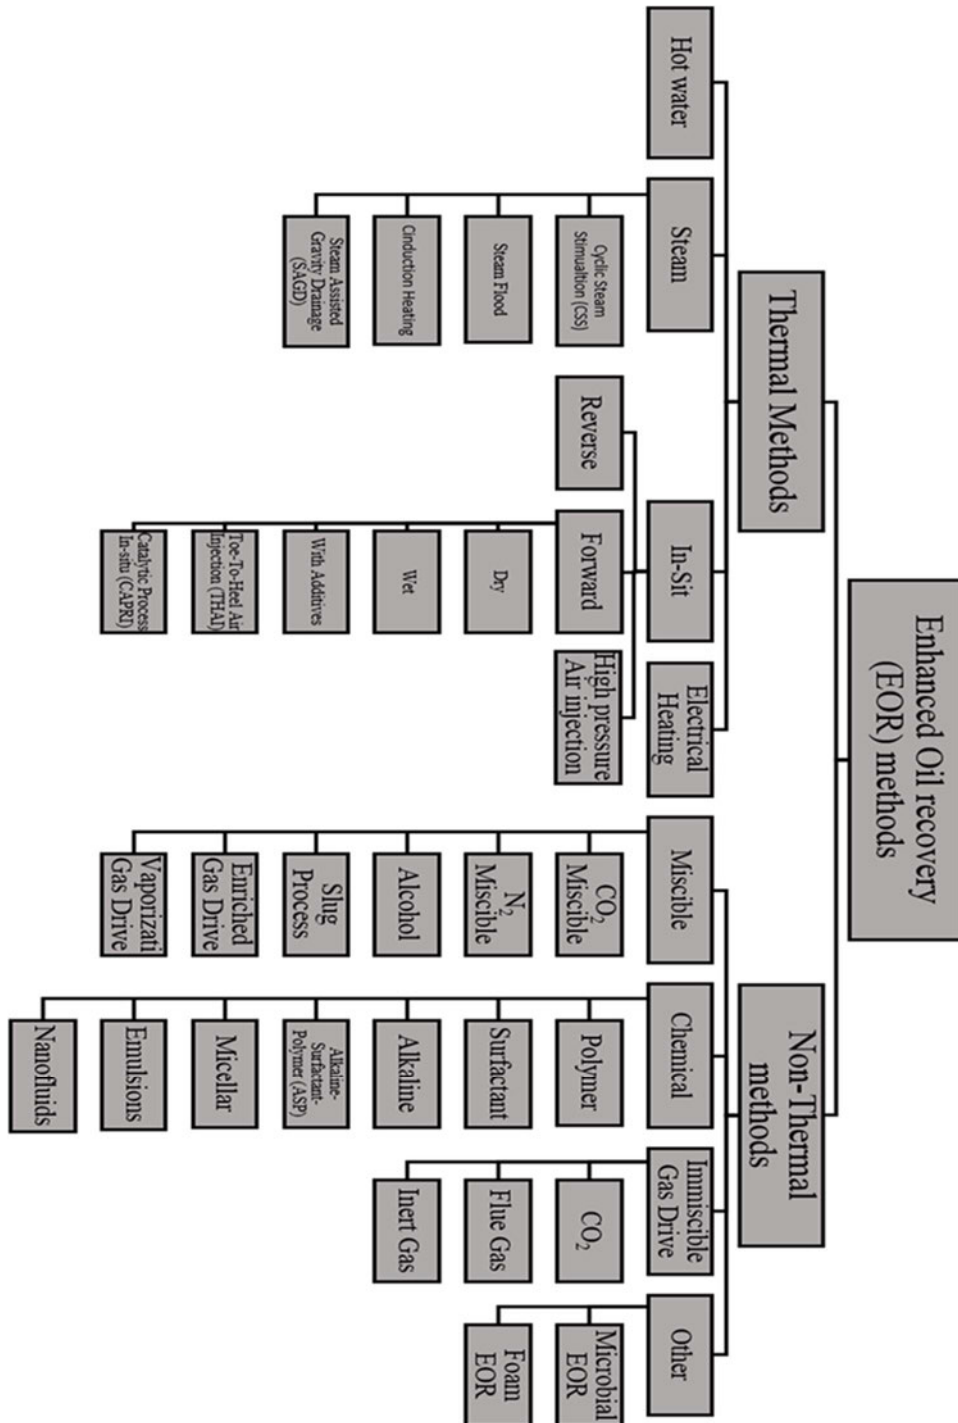 Enhanced Oil recovery
(EOR) methods
Thermal Methods
Non-Thermal
methods
Hot water
Steam
In-Sit
Electrical
Heating
Miscible
Chemical
Immiscible
Gas Drive
Other
Cyclic Steam
Stimualtion (CSS)
Steam Flood
Cinduction Heating
Steam Assisted
Gravity Drainage
(SAGD)
Reverse
Forward
High pressure
Air injection
Dry
Wet
With Additives
Toe-To-Heel Air
Injection (THAI)
Catalytic Process
In-situ (CAPRI)
CO₂
Miscible
N₂
Miscible
Alcohol
Slug
Process
Enriched
Gas Drive
Vaporizati
Gas Drive
Polymer
Surfactant
Alkaline
Alkaline-
Surfactant-
Polymer (ASP)
Micellar
Emulsions
Nanofluids
CO₂
Flue Gas
Inert Gas
Microbial
EOR
Foam
EOR